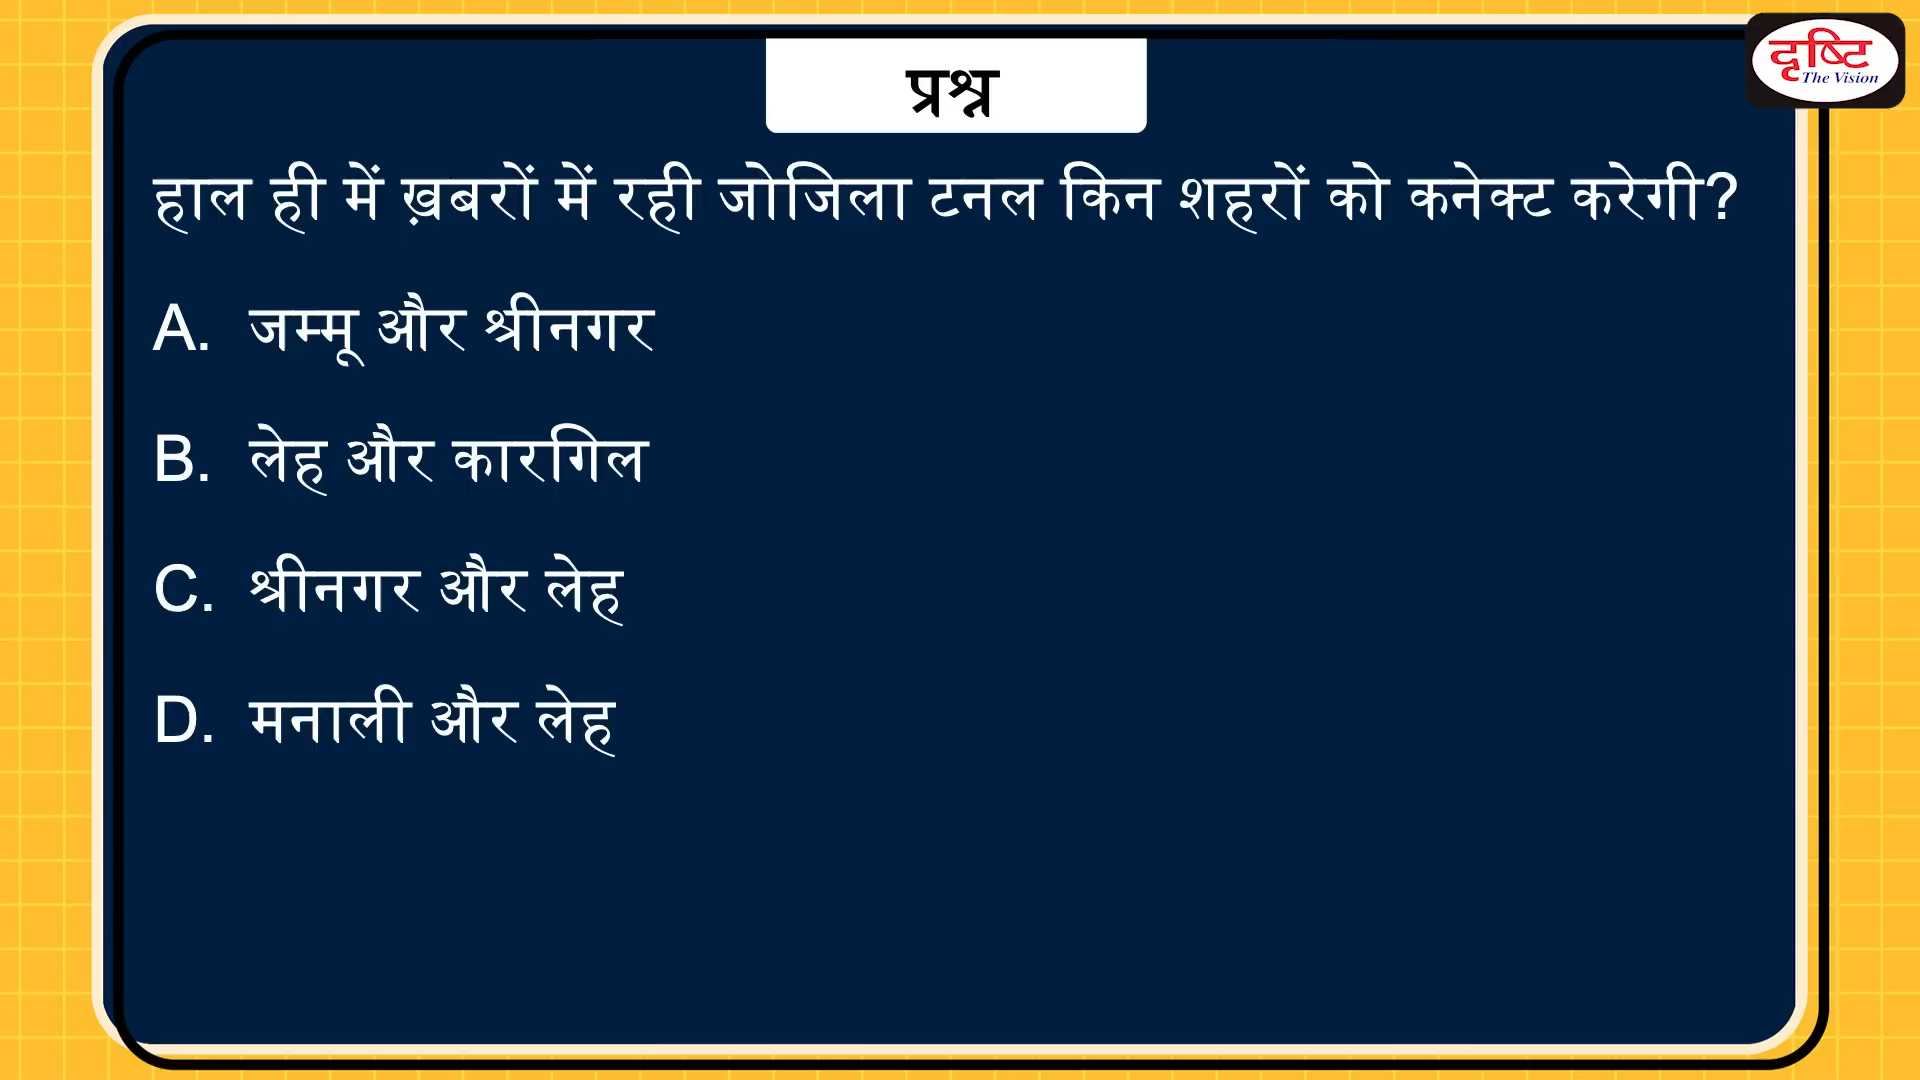 दृष्टि
The Vision
प्रश्न
हाल ही में ख़बरों में रही जोजिला टनल किन शहरों को कनेक्ट करेगी?
A. जम्मू और श्रीनगर
B. लेह और कारगिल
C. श्रीनगर और लेह
D. मनाली और लेह